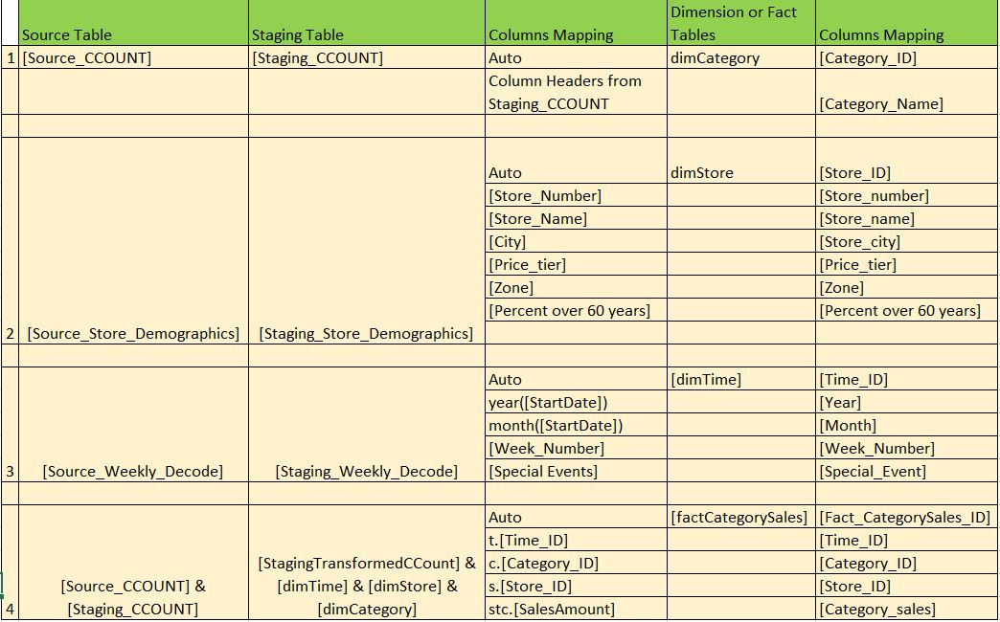 Source Table Staging Table Columns Mapping Dimension or Fact Tables Columns Mapping
1 [Source_CCOUNT] [Staging_CCOUNT] Auto dimCategory [Category_ID]
Column Headers from
Staging_CCOUNT [Category_Name]
Auto dimStore [Store_ID]
[Store_Number] [Store_number]
[Store_Name] [Store_name]
[City] [Store_city]
[Price_tier] [Price_tier]
[Zone] [Zone]
[Percent over 60 years] [Percent over 60 years]
2 [Source_Store_Demographics] [Staging_Store_Demographics]
Auto [dimTime] [Time_ID]
year([StartDate]) [Year]
month([StartDate]) [Month]
[Week_Number] [Week_Number]
3 [Source_Weekly_Decode] [Staging_Weekly_Decode] [Special Events] [Special_Event]
Auto [factCategorySales] [Fact_CategorySales_ID]
t.[Time_ID] [Time_ID]
[StagingTransformedCCount] & c.[Category_ID] [Category_ID]
[Source_CCOUNT] & [dimTime] & [dimStore] & s.[Store_ID] [Store_ID]
4 [Staging_CCOUNT] [dimCategory] stc.[SalesAmount] [Category_sales]